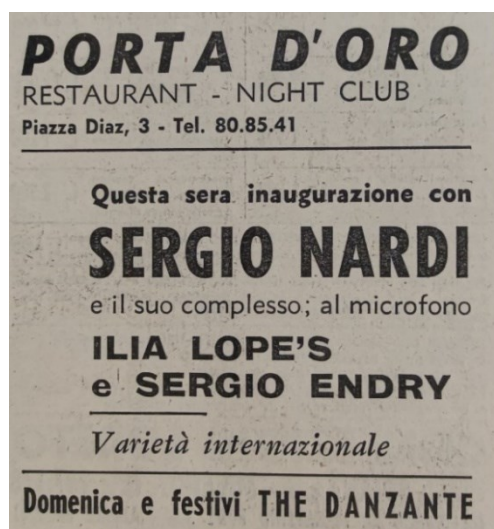 PORTA D'ORO
RESTAURANT - NIGHT CLUB
Piazza Diaz, 3 - Tel. 80.85.41
Questa sera inaugurazione con
SERGIO NARDI
e il suo complesso; al microfono
ILIA LOPE'S
e SERGIO ENDRY
Varietà internazionale
Domenica e festivi THE DANZANTE